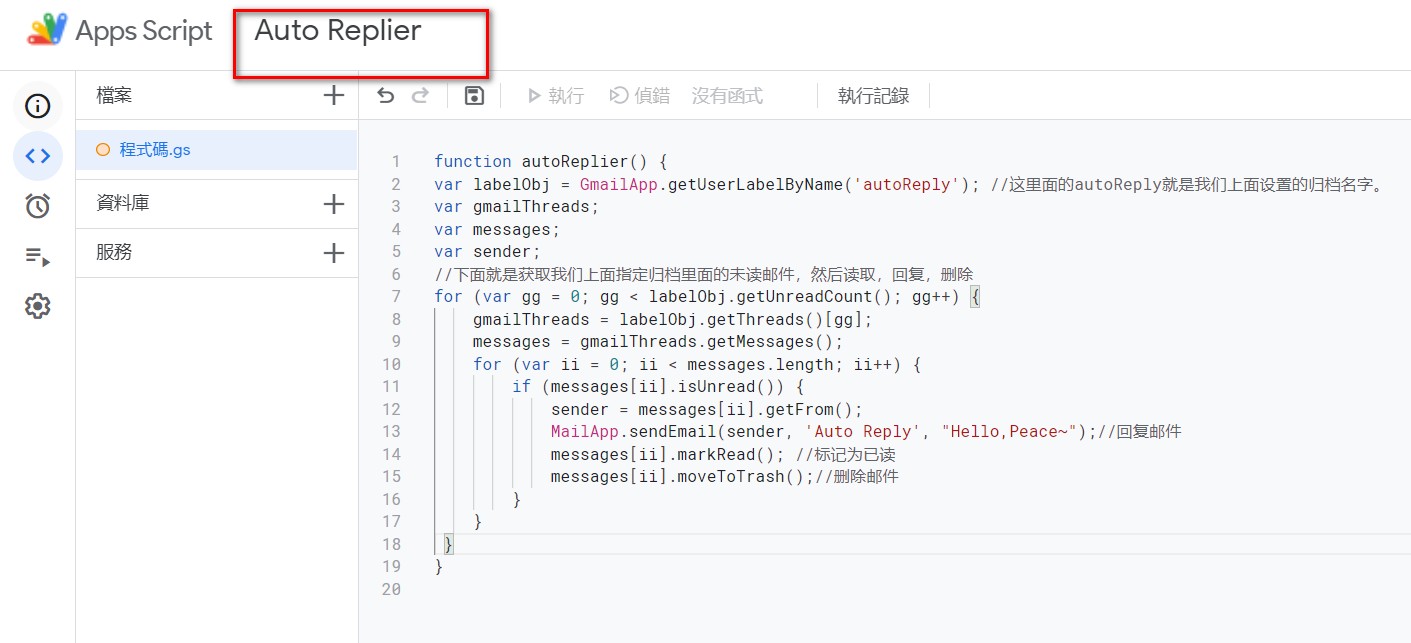 Apps Script Auto Replier
檔案
執行 偵錯 沒有函式 執行記錄
程式碼.gs
資料庫
服務
1 function autoReplier() {
2 var labelObj = GmailApp.getUserLabelByName('autoReply'); //这里面的autoReply就是我们上面设置的归档名字。
3 var gmailThreads;
4 var messages;
5 var sender;
6 //下面就是获取我们上面指定归档里面的未读邮件，然后读取，回复，删除
7 for (var gg = 0; gg < labelObj.getUnreadCount(); gg++) {
8 gmailThreads = labelObj.getThreads()[gg];
9 messages = gmailThreads.getMessages();
10 for (var ii = 0; ii < messages.length; ii++) {
11 if (messages[ii].isUnread()) {
12 sender = messages[ii].getFrom();
13 MailApp.sendEmail(sender, 'Auto Reply', "Hello,Peace~");//回复邮件
14 messages[ii].markRead(); //标记为已读
15 messages[ii].moveToTrash();//删除邮件
16 }
17 }
18 }
19 }
20